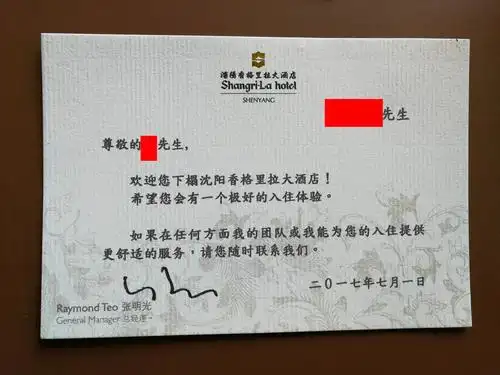 瀋陽香格里拉大酒店
Shangri-La hotel
SHENYANG
先生
尊敬的 先生,
欢迎您下榻沈阳香格里拉大酒店!
希望您会有一个极好的入住体验。
如果在任何方面我的团队或我能为您的入住提供
更舒适的服务,请您随时联系我们。
二〇一七年七月一日
Raymond Teo 张明光
General Manager 总经理